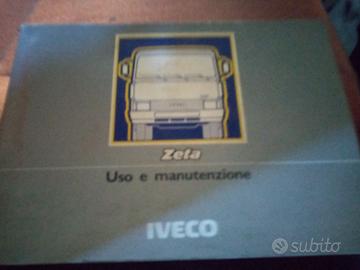 Zeta
Uso e manutenzione
IVECO
subito